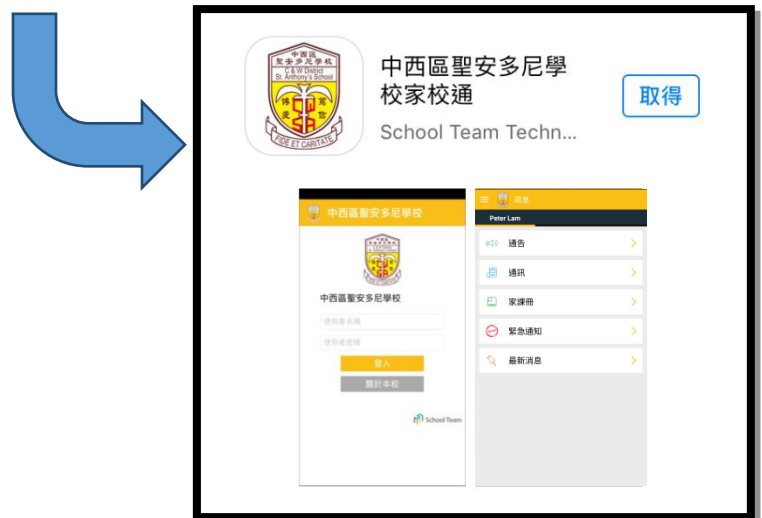 中西區
聖安多尼學校
C & W District
St. Anthony's School
博愛
篤信
FIDE ET CARITATE
中西區聖安多尼學
校家校通
取得
School Team Techn...
中西區聖安多尼學校
中西區聖安多尼學校
使用者名稱
使用者密碼
登入
關於本校
School Team
訊息
Peter Lam
通告
通訊
家課冊
緊急通知
最新消息